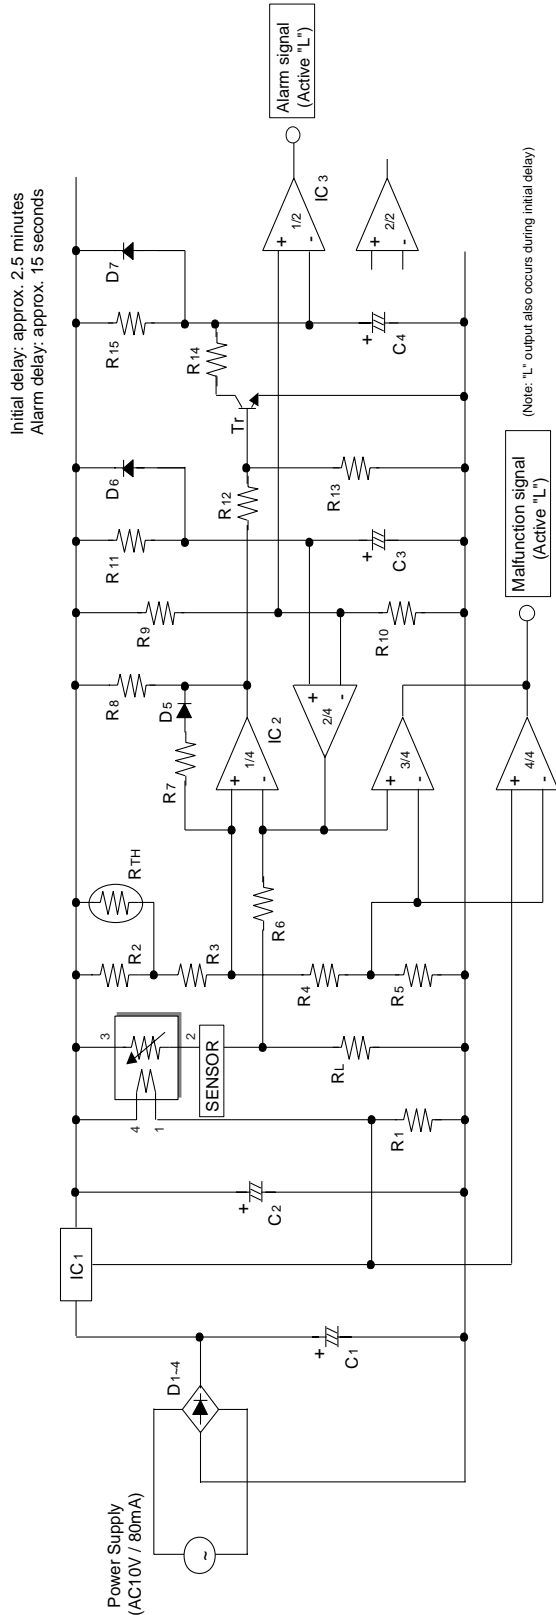 Initial delay: approx. 2.5 minutes
Alarm delay: approx. 15 seconds
Power Supply
(AC10V / 80mA)
~
D1~4
+
C1
IC1
+
C2
4
1
3
2
SENSOR
R1
RL
R2
RTH
R3
R4
R5
R6
R7
D5
R8
+
-
1/4
IC2
R9
+
-
2/4
R10
+
-
3/4
+
-
4/4
Malfunction signal
(Active "L")
(Note: "L" output also occurs during initial delay)
R11
D6
+
C3
R12
R13
Tr
R14
R15
D7
+
C4
+
-
1/2
IC3
+
-
2/2
Alarm signal
(Active "L")